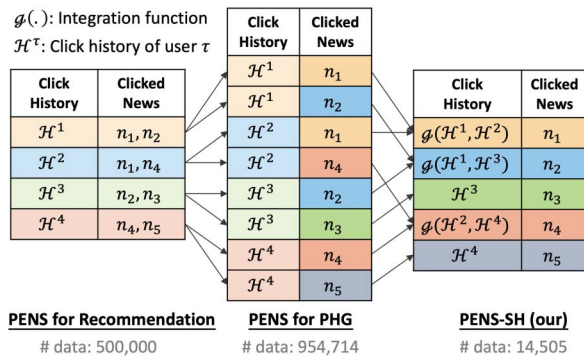 g(.): Integration function
ℋ^τ: Click history of user τ
Click History Clicked News
ℋ^1 n_1, n_2
ℋ^2 n_1, n_4
ℋ^3 n_2, n_3
ℋ^4 n_4, n_5
PENS for Recommendation
# data: 500,000
Click History Clicked News
ℋ^1 n_1
ℋ^1 n_2
ℋ^2 n_1
ℋ^2 n_4
ℋ^3 n_2
ℋ^3 n_3
ℋ^4 n_4
ℋ^4 n_5
PENS for PHG
# data: 954,714
Click History Clicked News
g(ℋ^1, ℋ^2) n_1
g(ℋ^1, ℋ^3) n_2
ℋ^3 n_3
g(ℋ^2, ℋ^4) n_4
ℋ^4 n_5
PENS-SH (our)
# data: 14,505